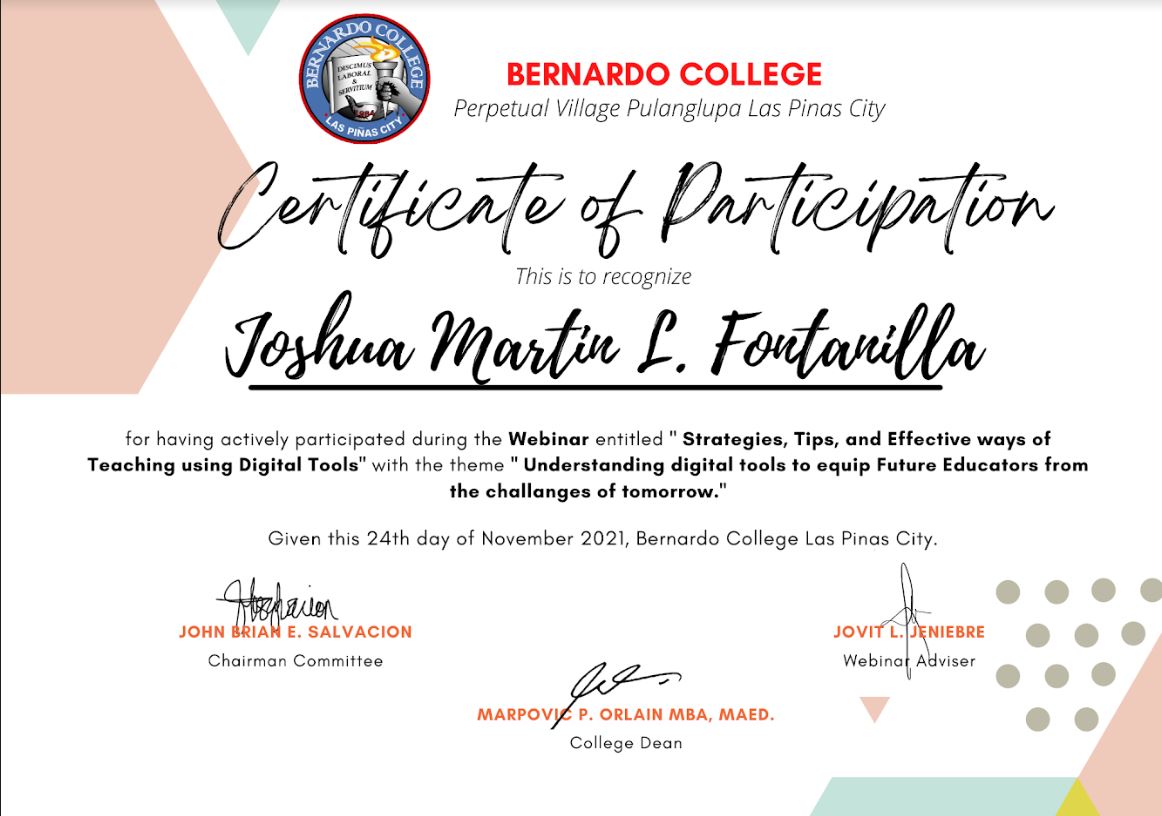 BERNARDO COLLEGE
DISCIMUS
LABORAL
&
SERVITIUM
LAS PIÑAS CITY
BERNARDO COLLEGE
Perpetual Village Pulanglupa Las Pinas City
Certificate of Participation
This is to recognize
Joshua Martin L. Fontanilla
for having actively participated during the Webinar entitled " Strategies, Tips, and Effective ways of
Teaching using Digital Tools" with the theme " Understanding digital tools to equip Future Educators from
the challanges of tomorrow."
Given this 24th day of November 2021, Bernardo College Las Pinas City.
JOHN BRIAN E. SALVACION
Chairman Committee
JOVIT L. JENIEBRE
Webinar Adviser
MARPOVIC P. ORLAIN MBA, MAED.
College Dean